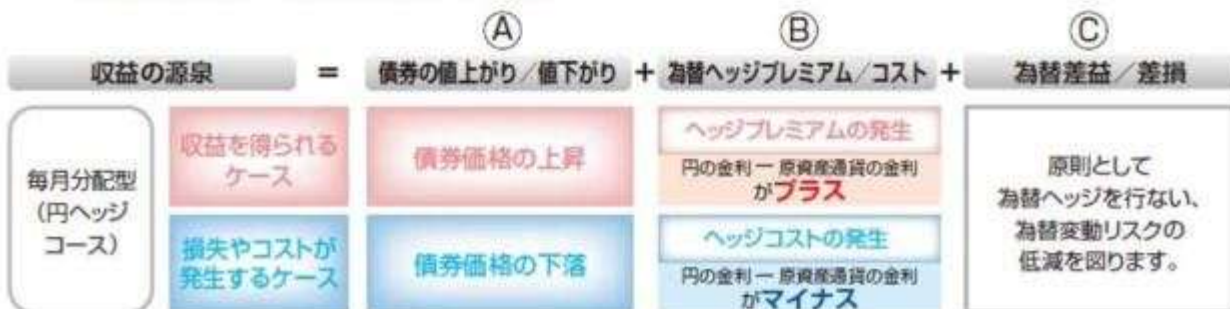 Ⓐ Ⓑ Ⓒ
収益の源泉 = 債券の値上がり/値下がり + 為替ヘッジプレミアム/コスト + 為替差益/差損
毎月分配型
(円ヘッジ
コース)
収益を得られる
ケース
債券価格の上昇
ヘッジプレミアムの発生
円の金利 ー 原資産通貨の金利
がプラス
損失やコストが
発生するケース
債券価格の下落
ヘッジコストの発生
円の金利 ー 原資産通貨の金利
がマイナス
原則として
為替ヘッジを行ない、
為替変動リスクの
低減を図ります。